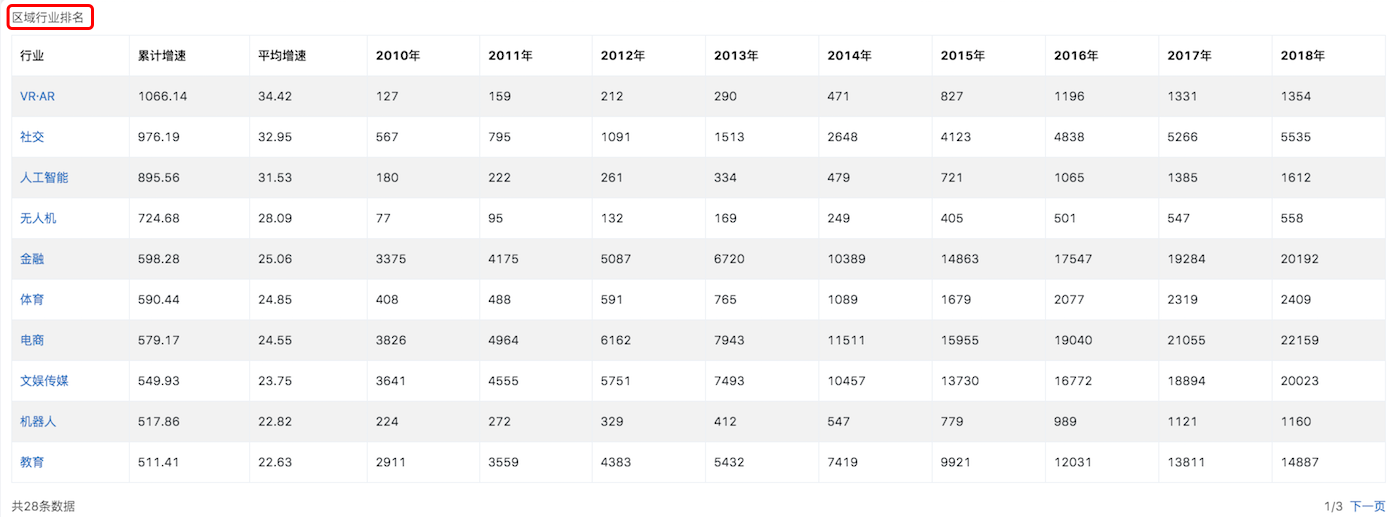 区域行业排名
行业 累计增速 平均增速 2010年 2011年 2012年 2013年 2014年 2015年 2016年 2017年 2018年
VR·AR 1066.14 34.42 127 159 212 290 471 827 1196 1331 1354
社交 976.19 32.95 567 795 1091 1513 2648 4123 4838 5266 5535
人工智能 895.56 31.53 180 222 261 334 479 721 1065 1385 1612
无人机 724.68 28.09 77 95 132 169 249 405 501 547 558
金融 598.28 25.06 3375 4175 5087 6720 10389 14863 17547 19284 20192
体育 590.44 24.85 408 488 591 765 1089 1679 2077 2319 2409
电商 579.17 24.55 3826 4964 6162 7943 11511 15955 19040 21055 22159
文娱传媒 549.93 23.75 3641 4555 5751 7493 10457 13730 16772 18894 20023
机器人 517.86 22.82 224 272 329 412 547 779 989 1121 1160
教育 511.41 22.63 2911 3559 4383 5432 7419 9921 12031 13811 14887
共28条数据 1/3 下一页